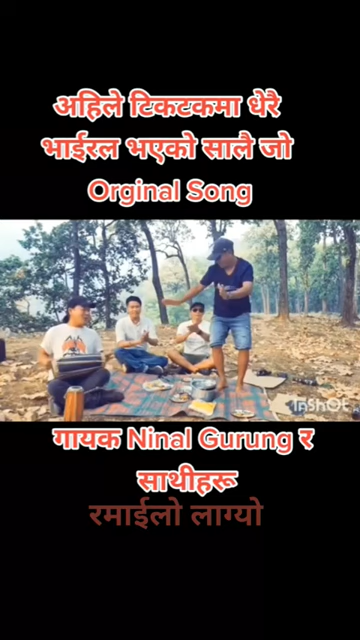 अहिले टिकटकमा धेरै
भाईरल भएको सालै जो
Orginal Song
InShOt
गायक Ninal Gurung र
साथीहरू
रमाईलो लाग्यो